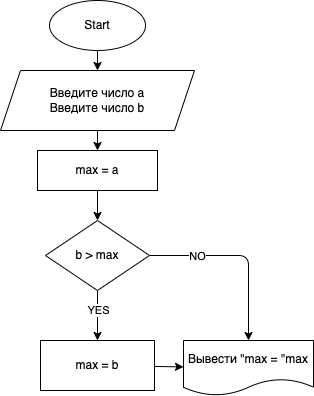 Start
Введите число a
Введите число b
max = a
b > max
NO
YES
max = b
Вывести "max = "max